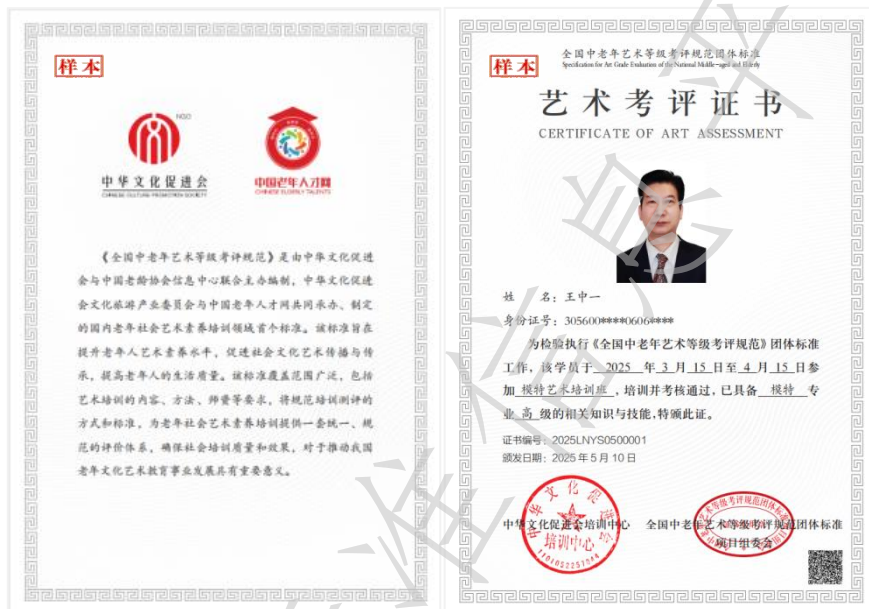 样本
NGO
中华文化促进会
CHINESE CULTURE PROMOTION SOCIETY
中国老年人才网
CHINESE ELDERLY TALENTS
《全国中老年艺术等级考评规范》是由中华文化促进
会与中国老龄协会信息中心联合主办编制，中华文化促进
会文化旅游产业委员会与中国老年人才网共同承办、制定
的国内老年社会艺术素养培训领域首个标准。该标准旨在
提升老年人艺术素养水平，促进社会文化艺术传播与传
承，提高老年人的生活质量。该标准覆盖范围广泛，包括
艺术培训的内容、方法、师资等要求，将规范培训测评的
方式和标准，为老年社会艺术素养培训提供一套统一、规
范的评价体系，确保社会培训质量和效果，对于推动我国
老年文化艺术教育事业发展具有重要意义。
样本
全国中老年艺术等级考评规范团体标准
Specification for Art Grade Evaluation of the National Middle-aged and Elderly
艺术考评证书
CERTIFICATE OF ART ASSESSMENT
姓 名：王中一
身份证号：305600****0606****
为检验执行《全国中老年艺术等级考评规范》团体标准
工作，该学员于 2025 年 3 月 15 日至 4 月 15 日参
加 模特艺术培训班 ，培训并考核通过，已具备 模特 专
业 高 级的相关知识与技能，特颁此证。
证书编号：2025LNYS0500001
颁发日期：2025 年 5 月 10 日
中华文化促进会培训中心
全国中老年艺术等级考评规范团体标准
项目组委会
中华文化促进会
培训中心